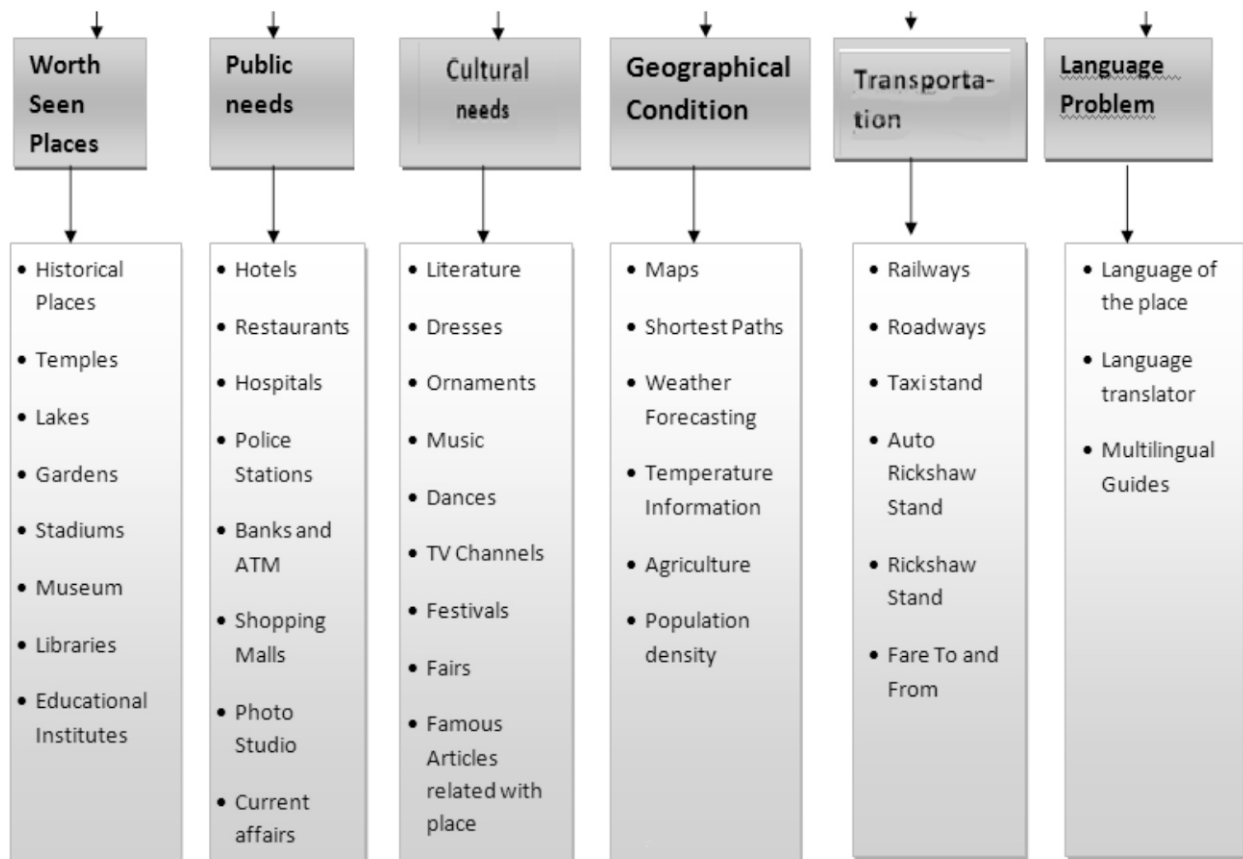 Worth
Seen
Places
Public
needs
Cultural
needs
Geographical
Condition
Transporta-
tion
Language
Problem
• Historical
Places
• Temples
• Lakes
• Gardens
• Stadiums
• Museum
• Libraries
• Educational
Institutes
• Hotels
• Restaurants
• Hospitals
• Police
Stations
• Banks and
ATM
• Shopping
Malls
• Photo
Studio
• Current
affairs
• Literature
• Dresses
• Ornaments
• Music
• Dances
• TV Channels
• Festivals
• Fairs
• Famous
Articles
related with
place
• Maps
• Shortest Paths
• Weather
Forecasting
• Temperature
Information
• Agriculture
• Population
density
• Railways
• Roadways
• Taxi stand
• Auto
Rickshaw
Stand
• Rickshaw
Stand
• Fare To and
From
• Language of
the place
• Language
translator
• Multilingual
Guides